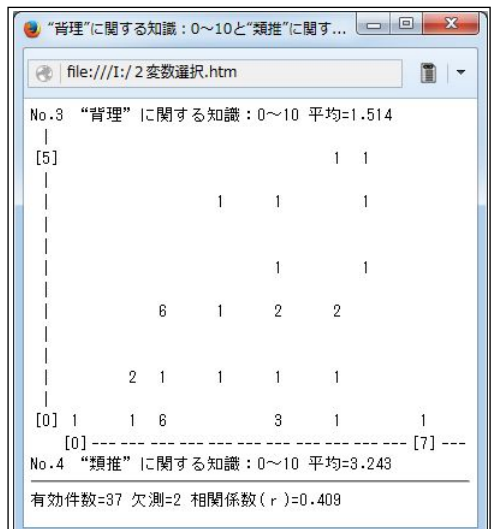 “背理”に関する知識：0～10と“類推”に関す...
file:///I:/２変数選択.htm
No.3 “背理”に関する知識：0～10 平均=1.514
|
[5] 1 1
|
| 1 1 1
|
|
| 1 1
|
| 6 1 2 2
|
|
| 2 1 1 1 1
|
[0] 1 1 6 3 1 1
[0] --- --- --- --- --- --- --- --- --- --- --- [7] ---
No.4 “類推”に関する知識：0～10 平均=3.243
有効件数=37 欠測=2 相関係数(ｒ)=0.409